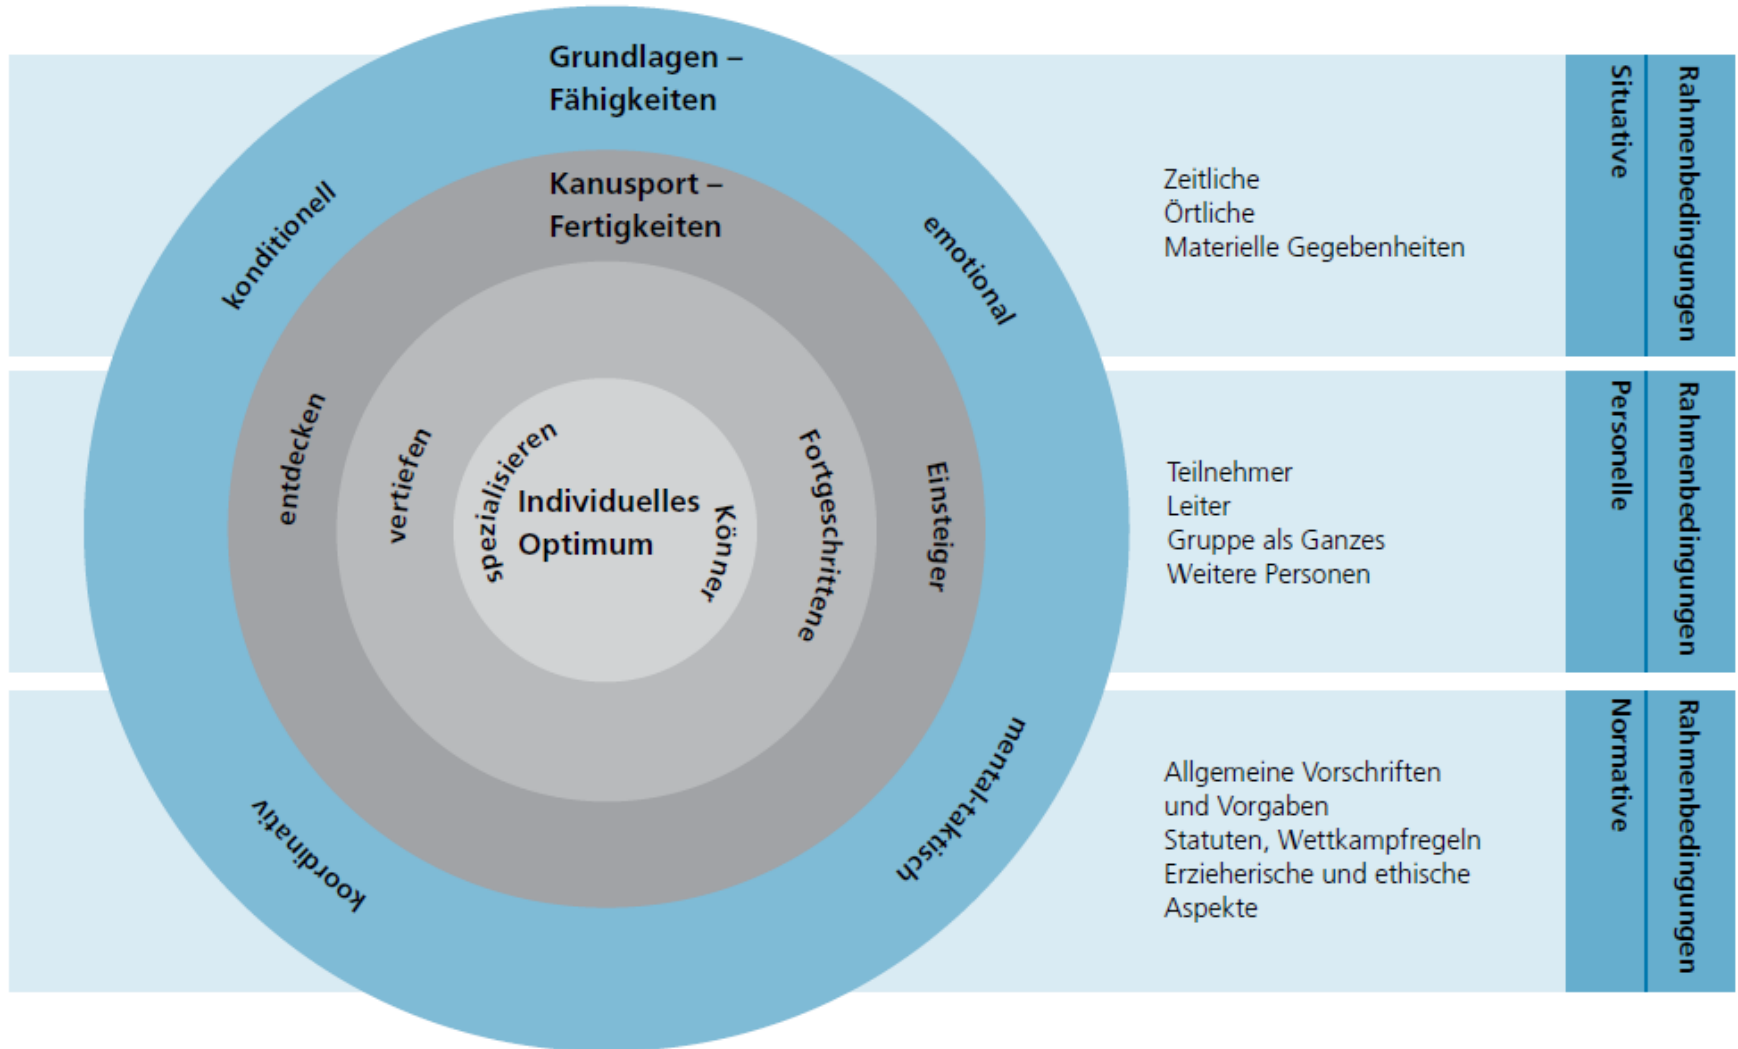 Grundlagen –
Fähigkeiten
konditionell
emotional
Kanusport –
Fertigkeiten
entdecken
Einsteiger
vertiefen
Fortgeschrittene
spezialisieren
Könner
Individuelles
Optimum
koordinativ
mental-taktisch
Zeitliche
Örtliche
Materielle Gegebenheiten
Situative
Rahmenbedingungen
Teilnehmer
Leiter
Gruppe als Ganzes
Weitere Personen
Personelle
Rahmenbedingungen
Allgemeine Vorschriften
und Vorgaben
Statuten, Wettkampfregeln
Erzieherische und ethische
Aspekte
Normative
Rahmenbedingungen